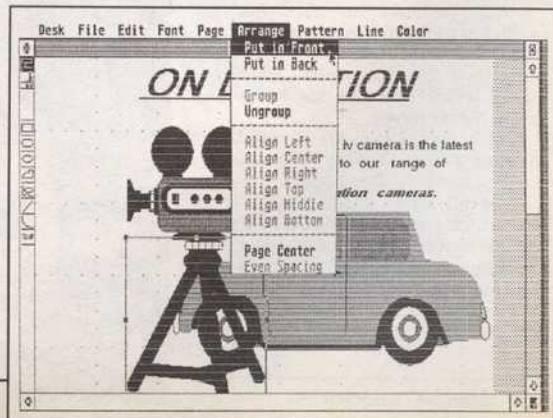 Desk File Edit Font Page Arrange Pattern Line Color
Put in Front
Put in Back
ON L TION
Group
Ungroup
Align Left
Align Center
Align Right
Align Top
Align Middle
Align Bottom
Page Center
Even Spacing
tv camera is the latest
to our range of
tion cameras.